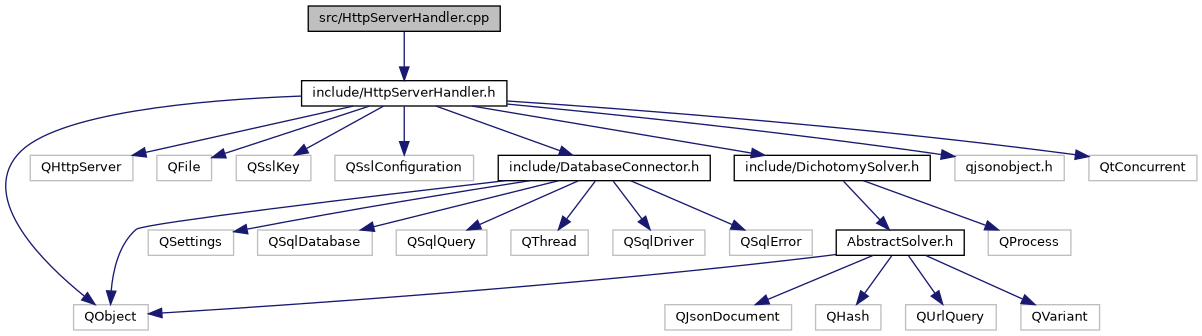 src/HttpServerHandler.cpp
include/HttpServerHandler.h
QHttpServer
QFile
QSslKey
QSslConfiguration
include/DatabaseConnector.h
include/DichotomySolver.h
qjsonobject.h
QtConcurrent
QSettings
QSqlDatabase
QSqlQuery
QThread
QSqlDriver
QSqlError
AbstractSolver.h
QProcess
QObject
QJsonDocument
QHash
QUrlQuery
QVariant